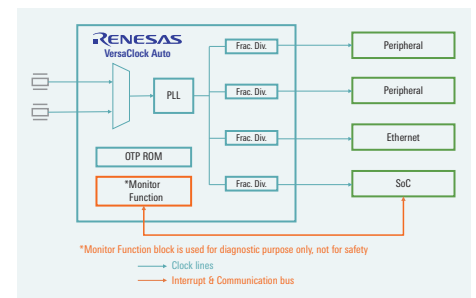 RENESAS
VersaClock Auto
Frac. Div.
Peripheral
PLL
Frac. Div.
Peripheral
Frac. Div.
Ethernet
OTP ROM
*Monitor
Function
Frac. Div.
SoC
*Monitor Function block is used for diagnostic purpose only, not for safety
Clock lines
Interrupt & Communication bus